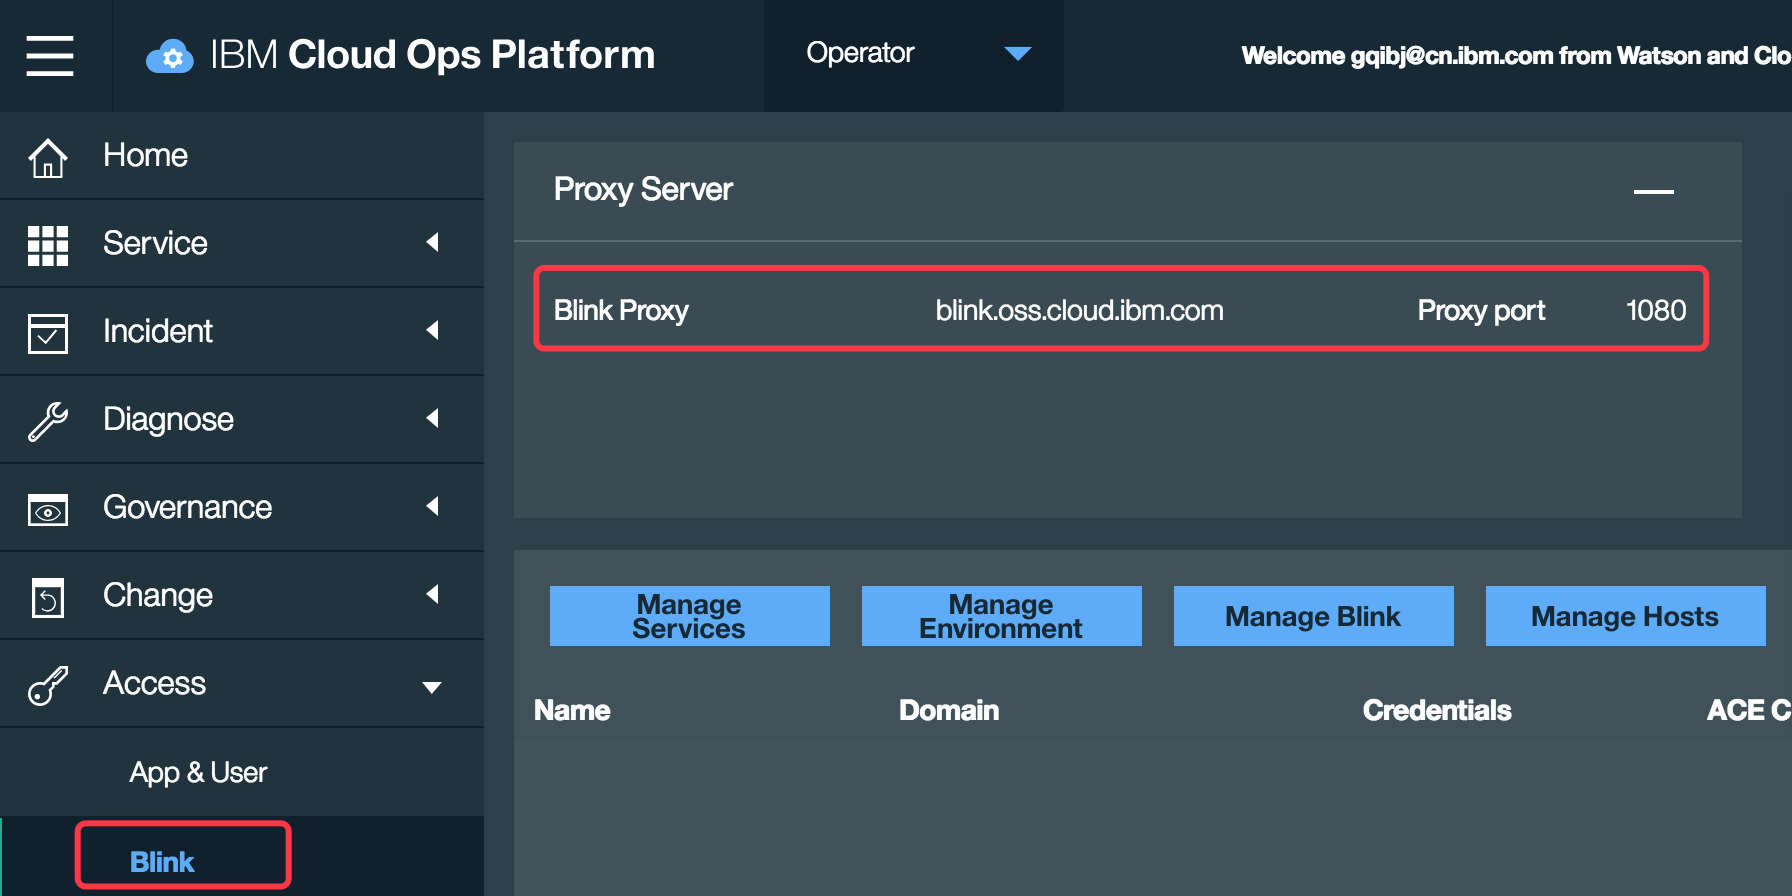 IBM Cloud Ops Platform
Operator
Welcome gqibj@cn.ibm.com from Watson and Clo
Home
Service
Incident
Diagnose
Governance
Change
Access
App & User
Blink
Proxy Server
Blink Proxy blink.oss.cloud.ibm.com Proxy port 1080
Manage
Services
Manage
Environment
Manage Blink
Manage Hosts
Name Domain Credentials ACE C